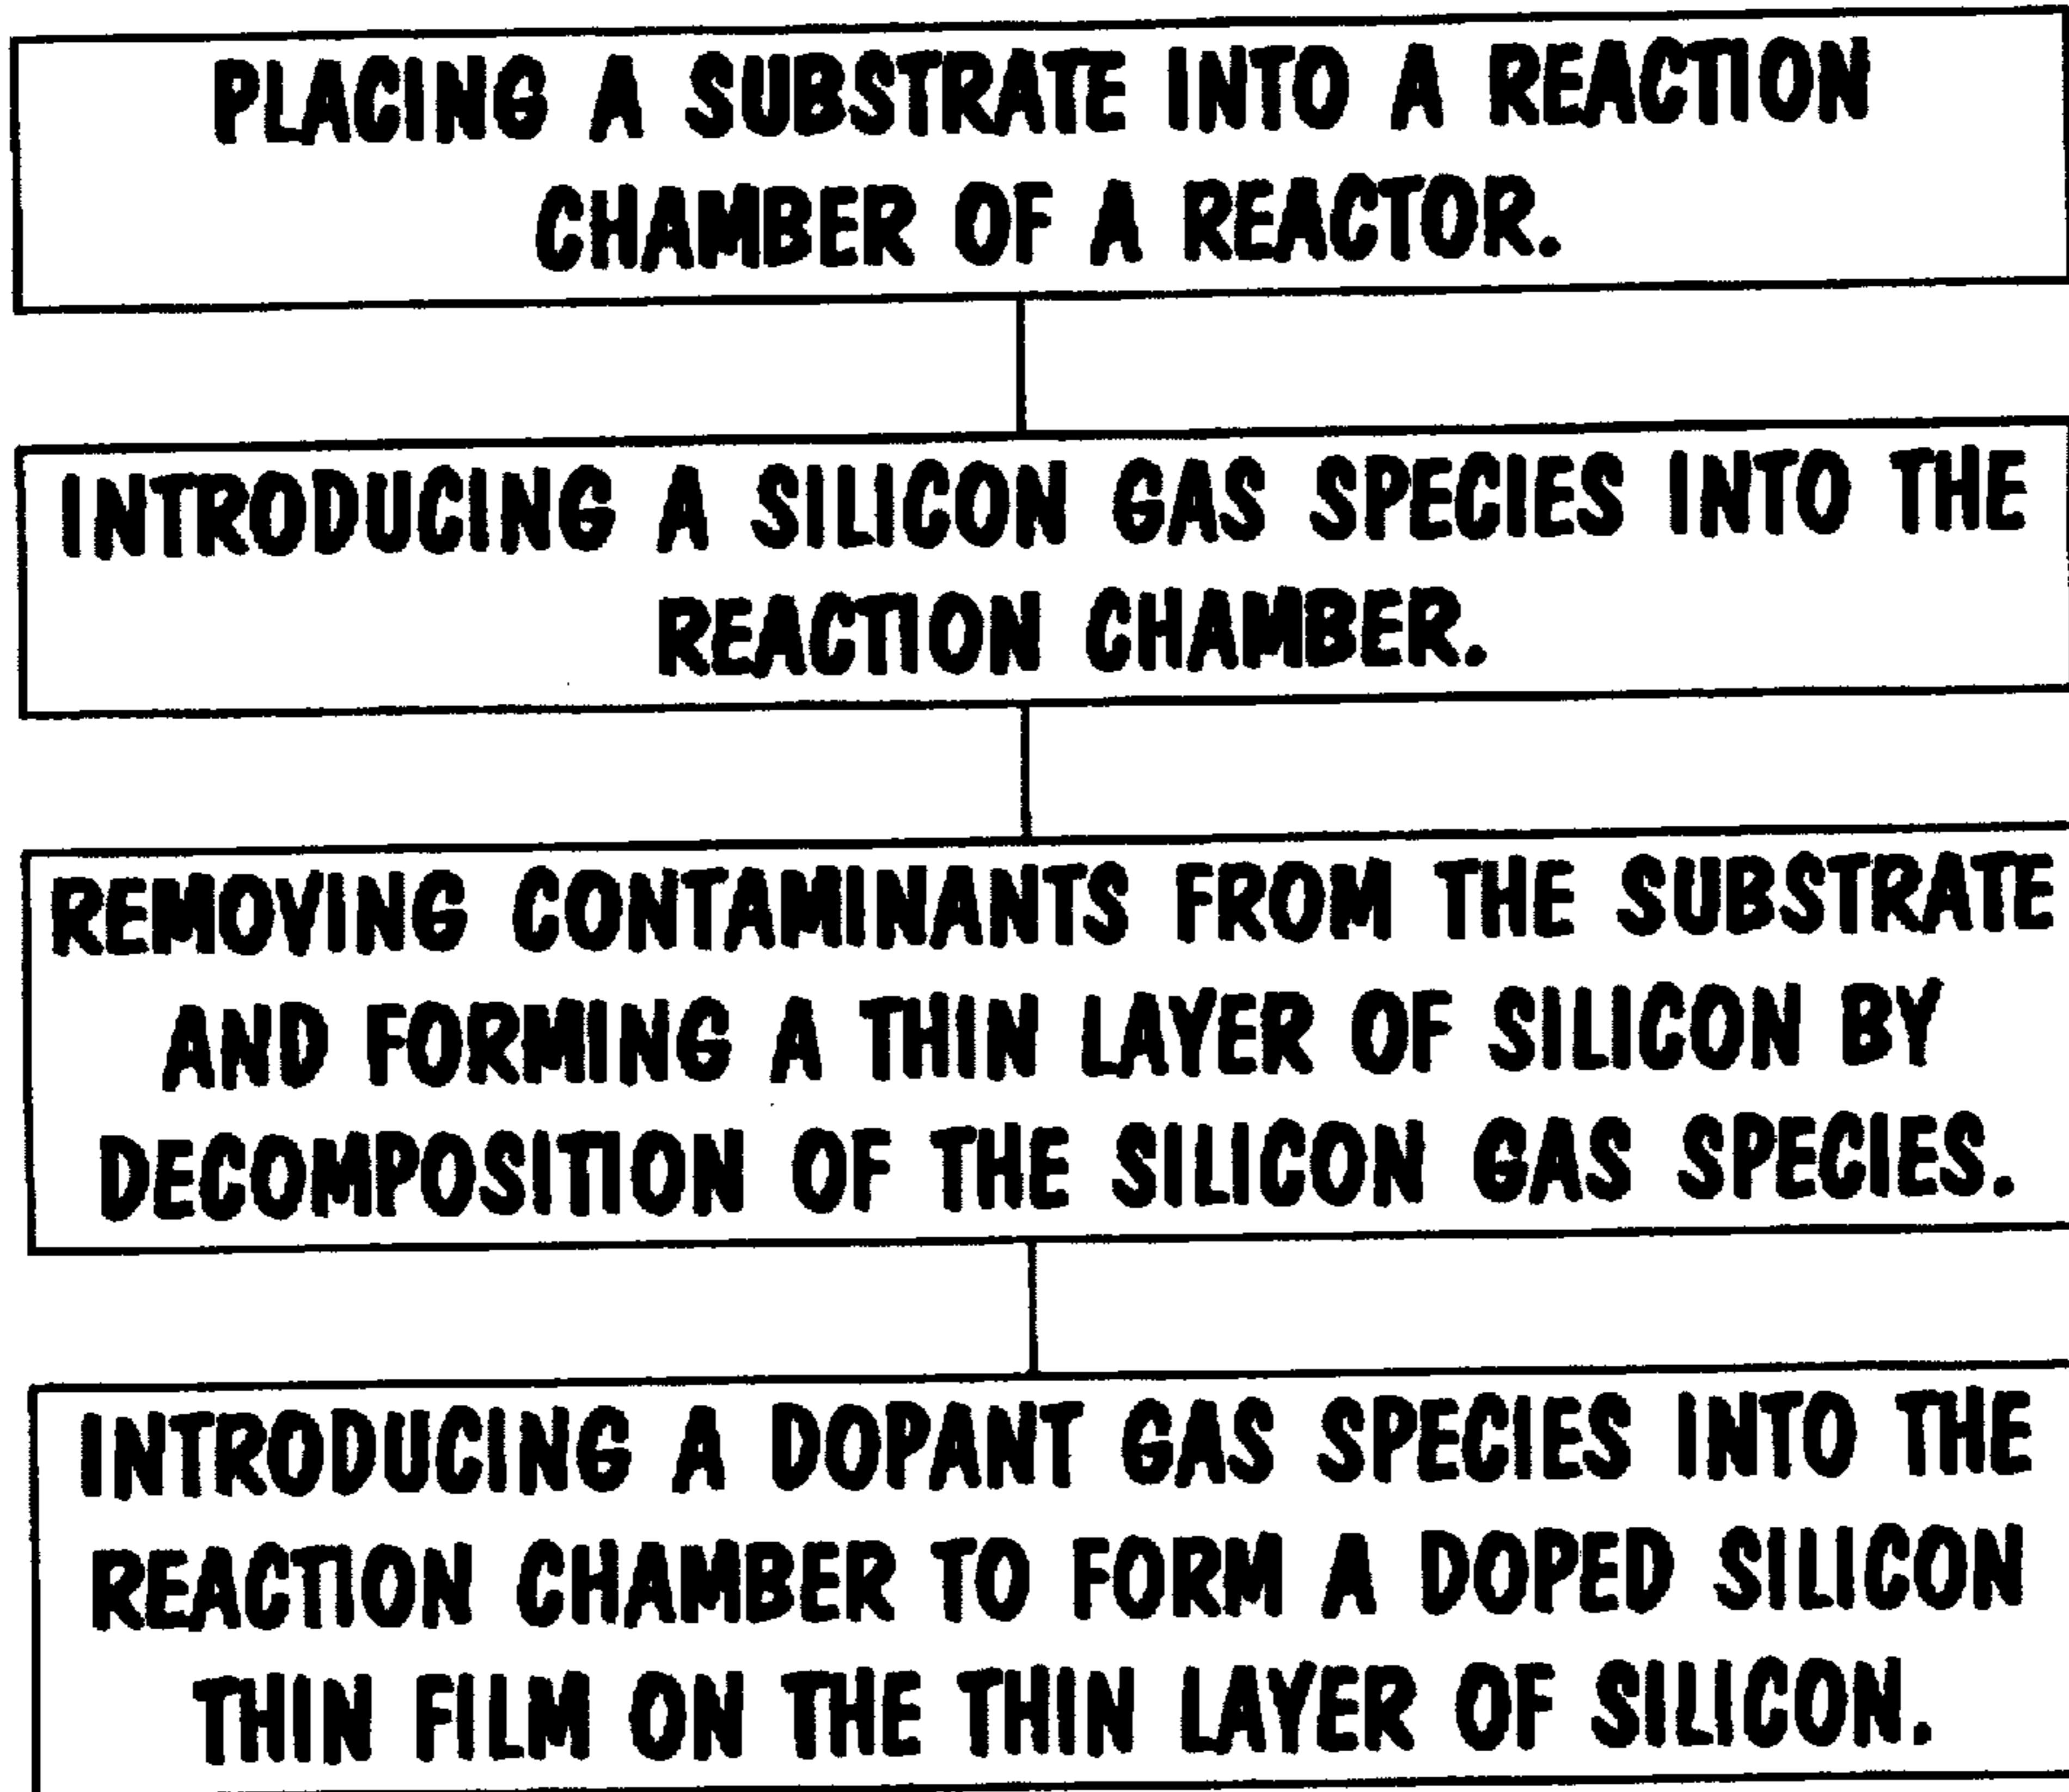 PLACING A SUBSTRATE INTO A REACTION
CHAMBER OF A REACTOR.
INTRODUCING A SILICON GAS SPECIES INTO THE
REACTION CHAMBER.
REMOVING CONTAMINANTS FROM THE SUBSTRATE
AND FORMING A THIN LAYER OF SILICON BY
DECOMPOSITION OF THE SILICON GAS SPECIES.
INTRODUCING A DOPANT GAS SPECIES INTO THE
REACTION CHAMBER TO FORM A DOPED SILICON
THIN FILM ON THE THIN LAYER OF SILICON.